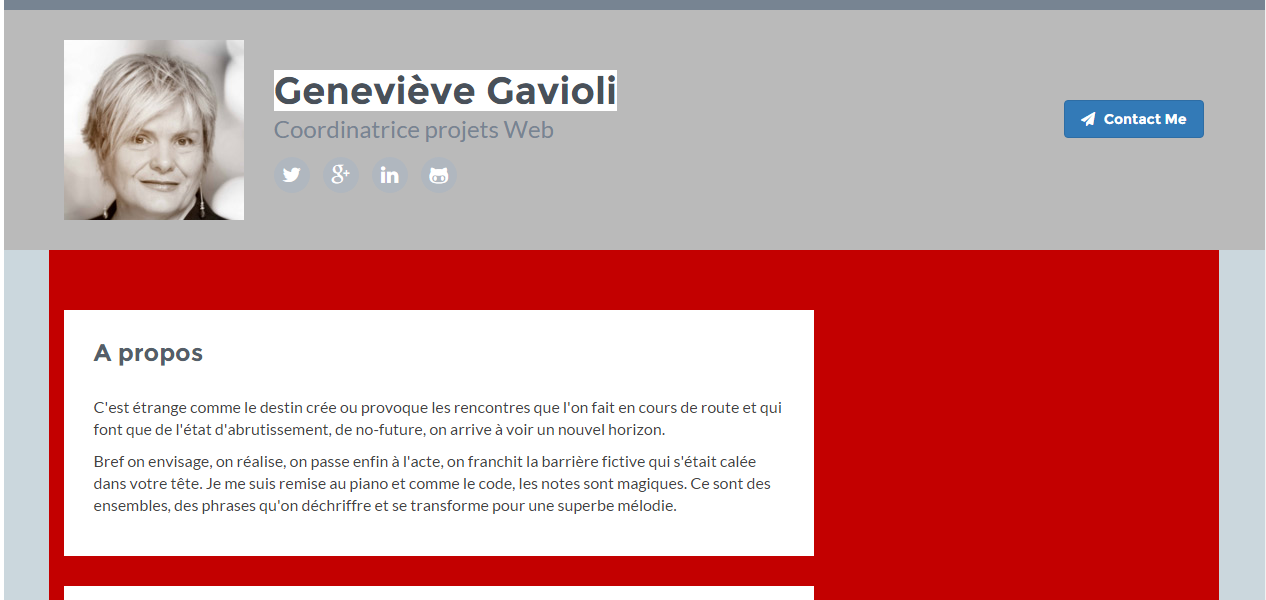 Geneviève Gavioli
Coordinatrice projets Web
Contact Me
A propos
C'est étrange comme le destin crée ou provoque les rencontres que l'on fait en cours de route et qui
font que de l'état d'abrutissement, de no-future, on arrive à voir un nouvel horizon.
Bref on envisage, on réalise, on passe enfin à l'acte, on franchit la barrière fictive qui s'était calée
dans votre tête. Je me suis remise au piano et comme le code, les notes sont magiques. Ce sont des
ensembles, des phrases qu'on déchriffre et se transforme pour une superbe mélodie.